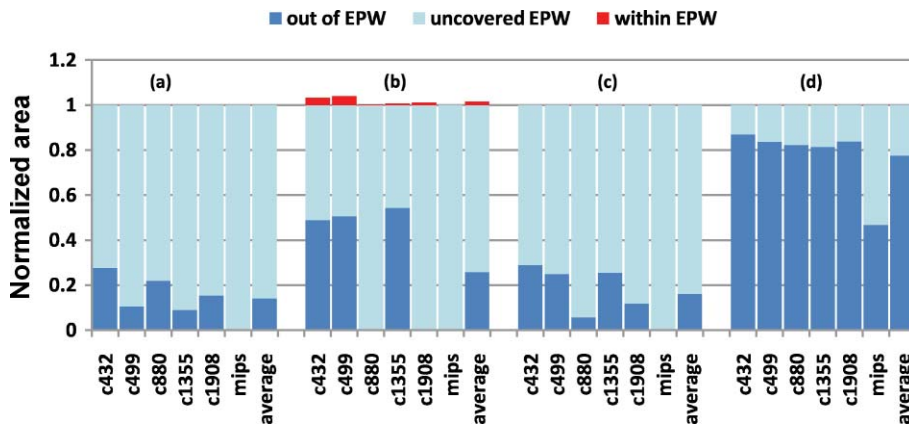 out of EPW uncovered EPW within EPW
Normalized area
1.2
1
0.8
0.6
0.4
0.2
0
(a) (b) (c) (d)
c432 c499 c880 c1355 c1908 mips average c432 c499 c880 c1355 c1908 mips average c432 c499 c880 c1355 c1908 mips average c432 c499 c880 c1355 c1908 mips average